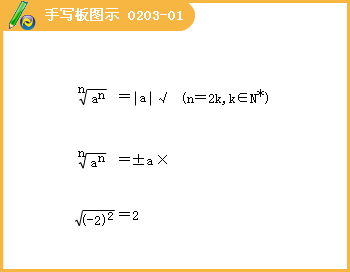 手写板图示 0203-01
ⁿ√aⁿ =|a| √ (n=2k,k∈N*)
ⁿ√aⁿ =±a×
√(-2)² =2